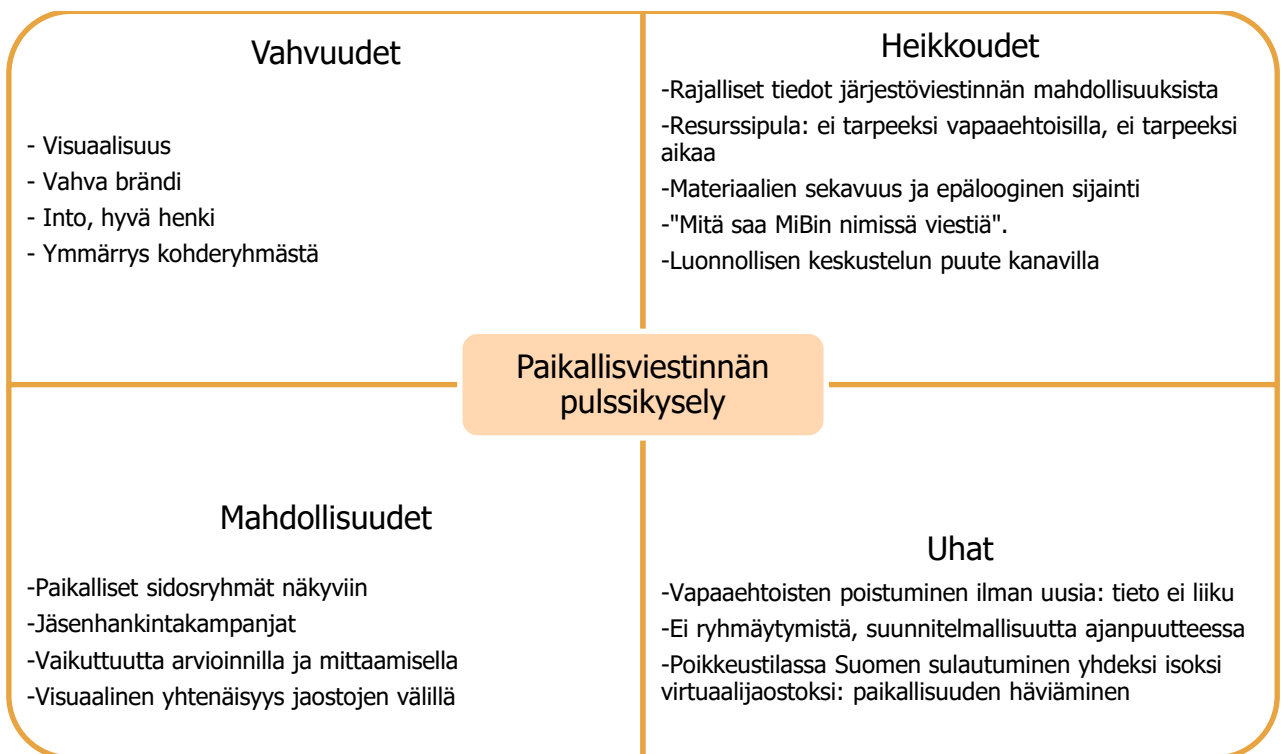 Vahvuudet
- Visuaalisuus
- Vahva brändi
- Into, hyvä henki
- Ymmärrys kohderyhmästä
Heikkoudet
-Rajalliset tiedot järjestöviestinnän mahdollisuuksista
-Resurssipula: ei tarpeeksi vapaaehtoisilla, ei tarpeeksi
aikaa
-Materiaalien sekavuus ja epälooginen sijainti
-"Mitä saa MiBin nimissä viestiä".
-Luonnollisen keskustelun puute kanavilla
Paikallisviestinnän
pulssikysely
Mahdollisuudet
-Paikalliset sidosryhmät näkyviin
-Jäsenhankintakampanjat
-Vaikuttuutta arvioinnilla ja mittaamisella
-Visuaalinen yhtenäisyys jaostojen välillä
Uhat
-Vapaaehtoisten poistuminen ilman uusia: tieto ei liiku
-Ei ryhmäytymistä, suunnitelmallisuutta ajanpuutteessa
-Poikkeustilassa Suomen sulautuminen yhdeksi isoksi
virtuaalijaostoksi: paikallisuuden häviäminen